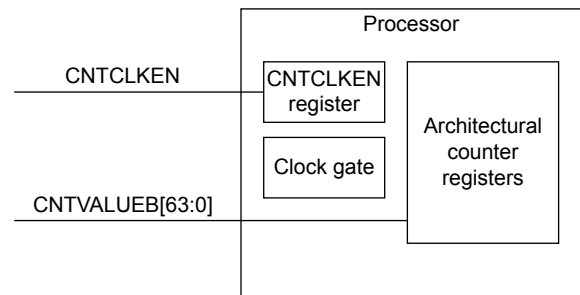 Processor
CNTCLKEN
CNTCLKEN
register
Architectural
counter
registers
Clock gate
CNTVALUEB[63:0]